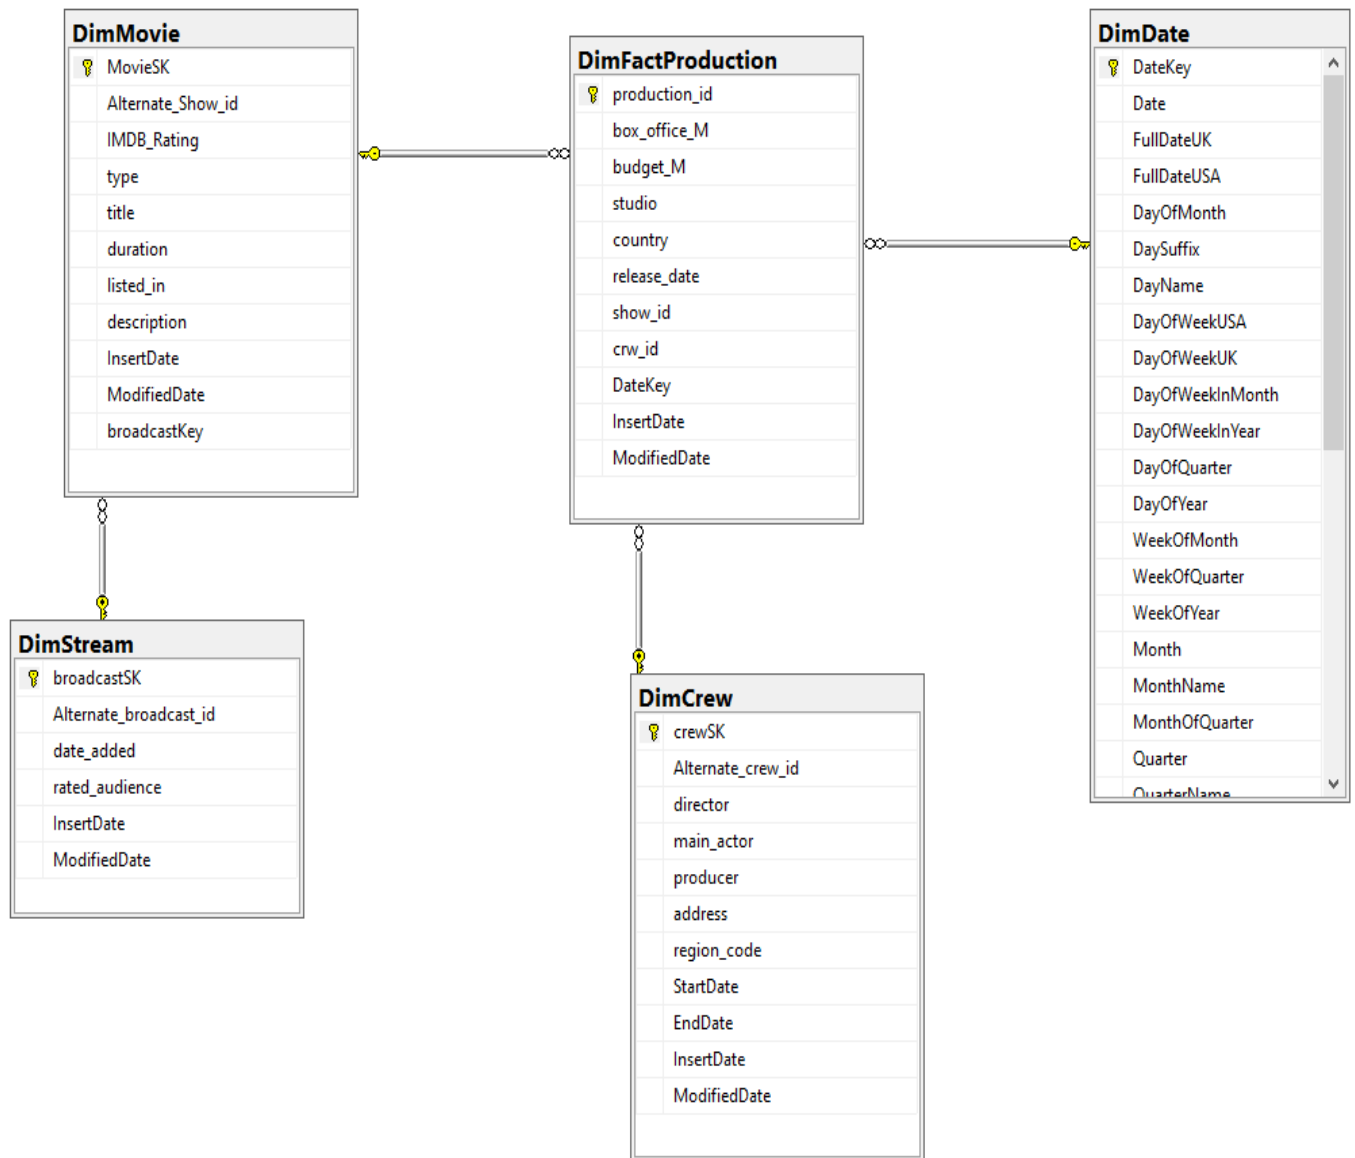 DimMovie
MovieSK
Alternate_Show_id
IMDB_Rating
type
title
duration
listed_in
description
InsertDate
ModifiedDate
broadcastKey
DimFactProduction
production_id
box_office_M
budget_M
studio
country
release_date
show_id
crw_id
DateKey
InsertDate
ModifiedDate
DimDate
DateKey
Date
FullDateUK
FullDateUSA
DayOfMonth
DaySuffix
DayName
DayOfWeekUSA
DayOfWeekUK
DayOfWeekInMonth
DayOfWeekInYear
DayOfQuarter
DayOfYear
WeekOfMonth
WeekOfQuarter
WeekOfYear
Month
MonthName
MonthOfQuarter
Quarter
QuarterName
DimStream
broadcastSK
Alternate_broadcast_id
date_added
rated_audience
InsertDate
ModifiedDate
DimCrew
crewSK
Alternate_crew_id
director
main_actor
producer
address
region_code
StartDate
EndDate
InsertDate
ModifiedDate